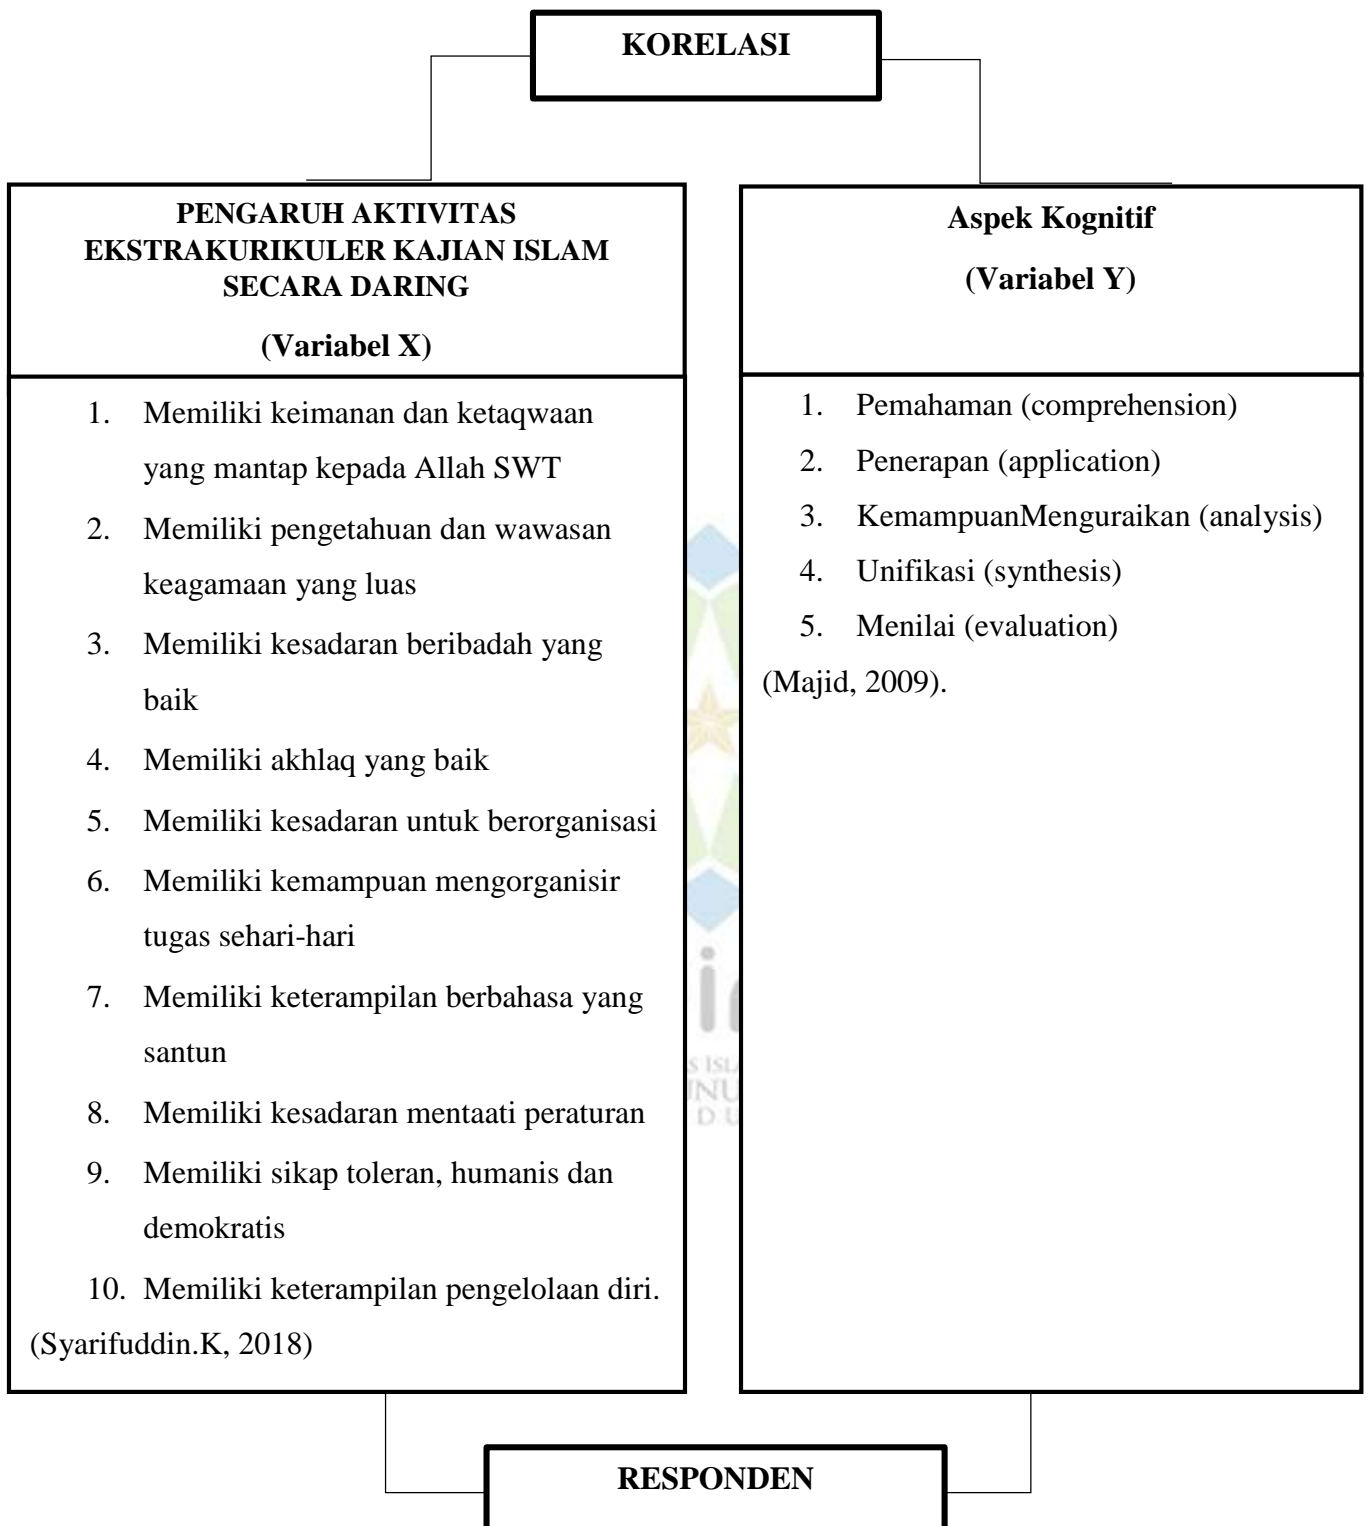 KORELASI
PENGARUH AKTIVITAS
EKSTRAKURIKULER KAJIAN ISLAM
SECARA DARING
(Variabel X)
1. Memiliki keimanan dan ketaqwaan
yang mantap kepada Allah SWT
2. Memiliki pengetahuan dan wawasan
keagamaan yang luas
3. Memiliki kesadaran beribadah yang
baik
4. Memiliki akhlaq yang baik
5. Memiliki kesadaran untuk berorganisasi
6. Memiliki kemampuan mengorganisir
tugas sehari-hari
7. Memiliki keterampilan berbahasa yang
santun
8. Memiliki kesadaran mentaati peraturan
9. Memiliki sikap toleran, humanis dan
demokratis
10. Memiliki keterampilan pengelolaan diri.
(Syarifuddin.K, 2018)
Aspek Kognitif
(Variabel Y)
1. Pemahaman (comprehension)
2. Penerapan (application)
3. KemampuanMenguraikan (analysis)
4. Unifikasi (synthesis)
5. Menilai (evaluation)
(Majid, 2009).
RESPONDEN